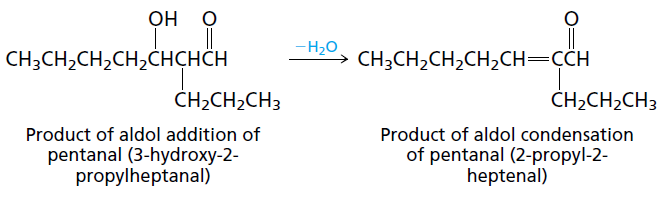 OH O
CH₃CH₂CH₂CH₂CHCHCH
CH₂CH₂CH₃
−H₂O
O
CH₃CH₂CH₂CH₂CH=CCH
CH₂CH₂CH₃
Product of aldol addition of
pentanal (3-hydroxy-2-
propylheptanal)
Product of aldol condensation
of pentanal (2-propyl-2-
heptenal)